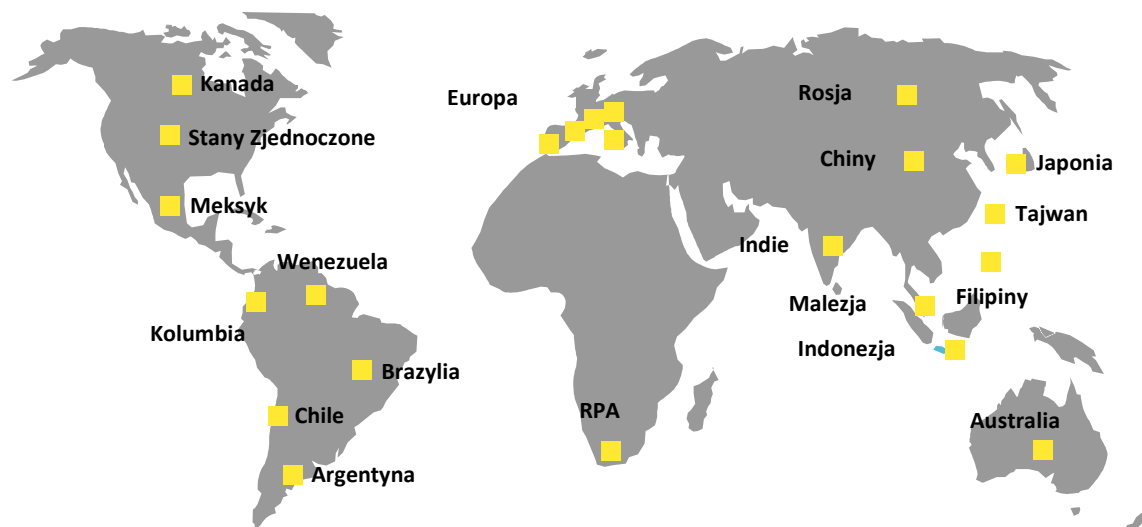 Kanada
Europa
Rosja
Stany Zjednoczone
Chiny
Japonia
Meksyk
Tajwan
Indie
Wenezuela
Malezja
Filipiny
Kolumbia
Indonezja
Brazylia
RPA
Chile
Australia
Argentyna